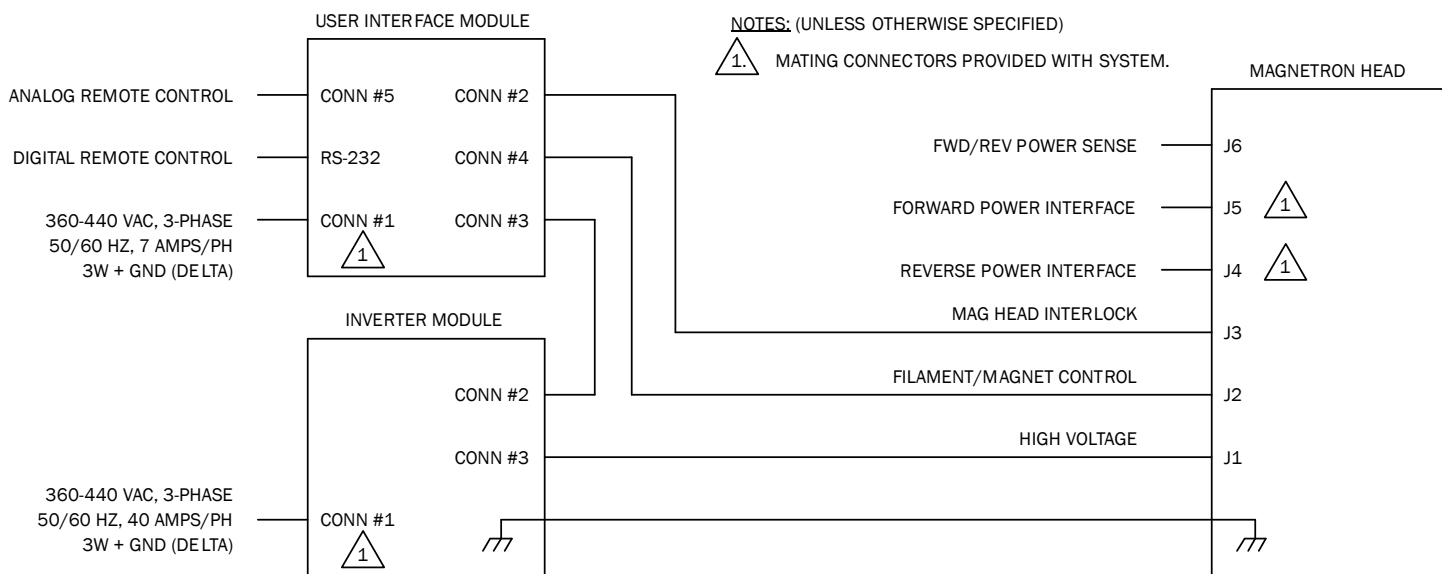 USER INTERFACE MODULE
ANALOG REMOTE CONTROL
CONN #5
CONN #2
DIGITAL REMOTE CONTROL
RS-232
CONN #4
360-440 VAC, 3-PHASE
50/60 HZ, 7 AMPS/PH
3W + GND (DELTA)
CONN #1
1
CONN #3
NOTES: (UNLESS OTHERWISE SPECIFIED)
1. MATING CONNECTORS PROVIDED WITH SYSTEM.
MAGNETRON HEAD
FWD/REV POWER SENSE
J6
FORWARD POWER INTERFACE
J5
1
REVERSE POWER INTERFACE
J4
1
MAG HEAD INTERLOCK
J3
FILAMENT/MAGNET CONTROL
J2
HIGH VOLTAGE
J1
INVERTER MODULE
CONN #2
CONN #3
360-440 VAC, 3-PHASE
50/60 HZ, 40 AMPS/PH
3W + GND (DELTA)
CONN #1
1